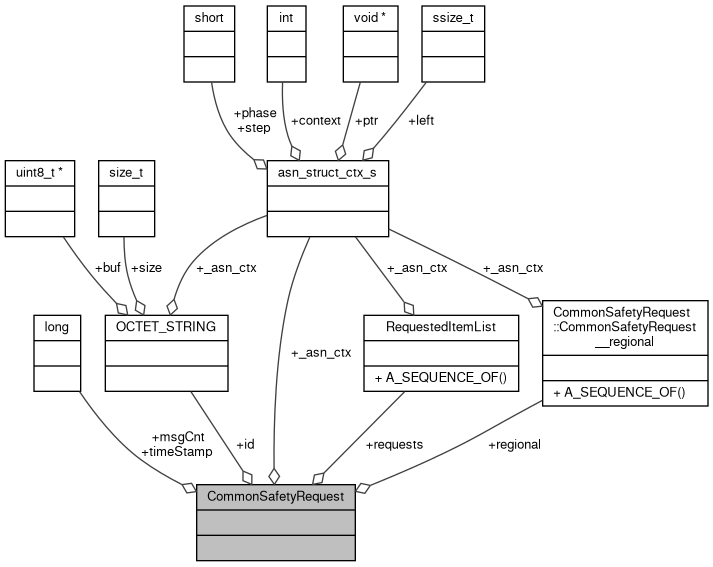 short
int
void *
ssize_t
+phase
+step
+context
+ptr
+left
uint8_t *
size_t
asn_struct_ctx_s
+buf
+size
+_asn_ctx
+_asn_ctx
+_asn_ctx
long
OCTET_STRING
RequestedItemList
+ A_SEQUENCE_OF()
CommonSafetyRequest
::CommonSafetyRequest
__regional
+ A_SEQUENCE_OF()
+_asn_ctx
+msgCnt
+timeStamp
+id
+requests
+regional
CommonSafetyRequest